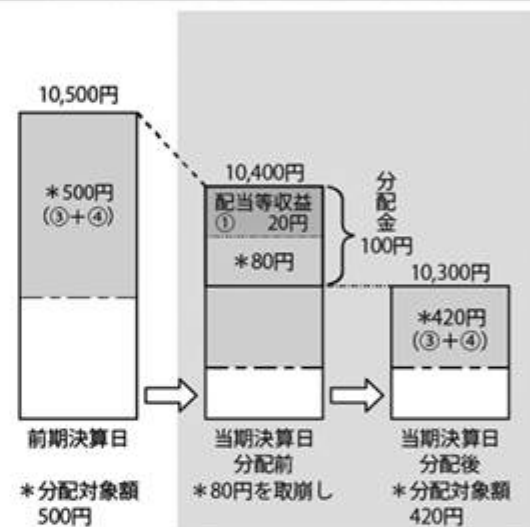 10,500円
*500円
(③+④)
前期決算日
*分配対象額
500円
10,400円
配当等収益
① 20円
*80円
分配金
100円
当期決算日
分配前
*80円を取崩し
10,300円
*420円
(③+④)
当期決算日
分配後
*分配対象額
420円